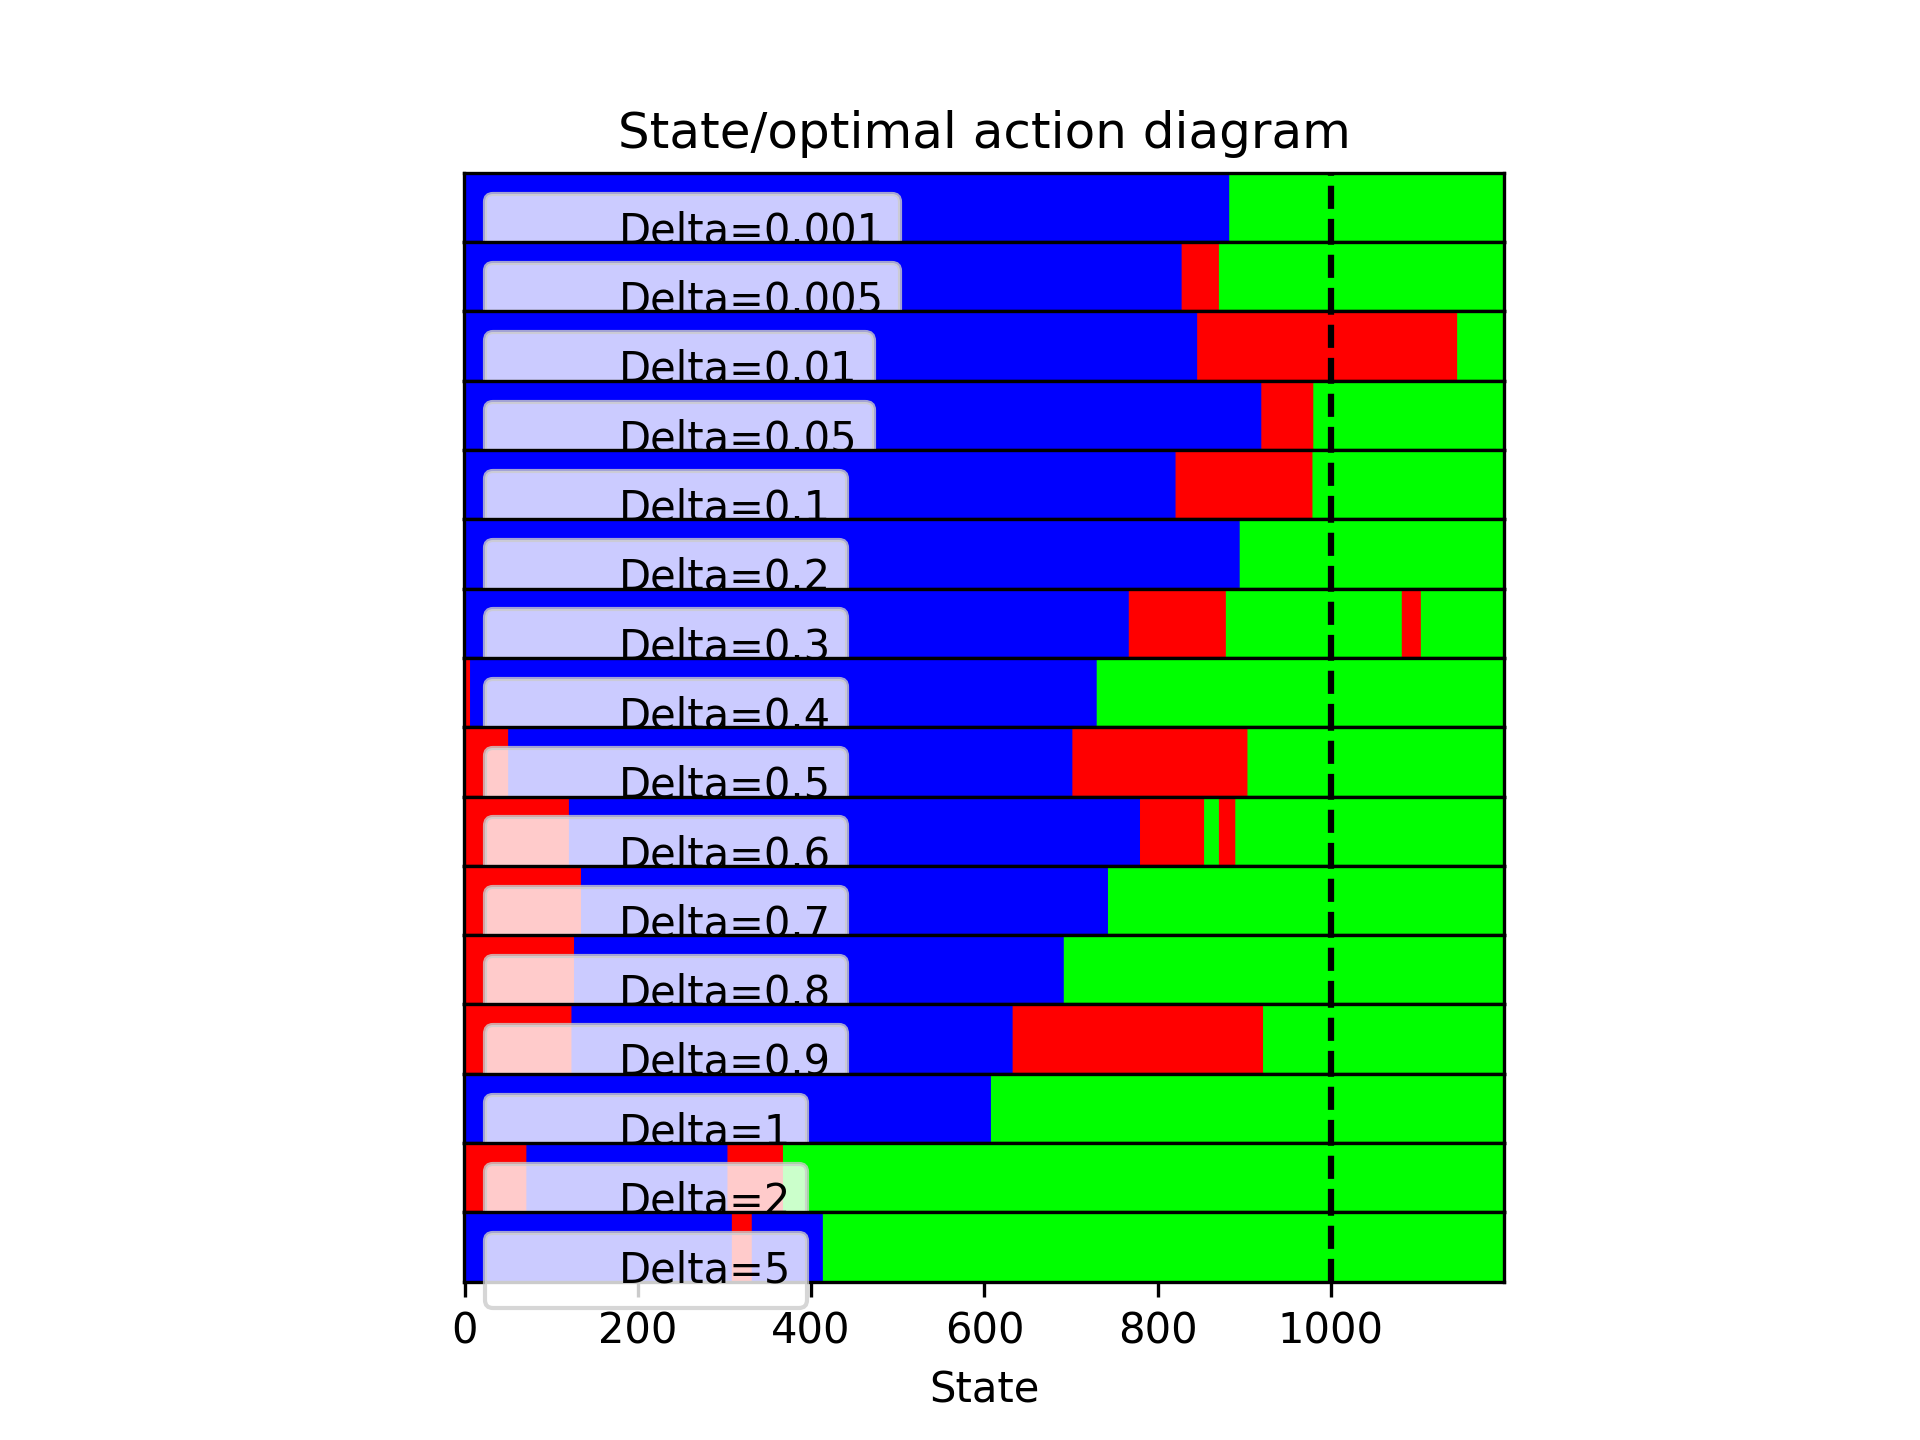 State/optimal action diagram
Delta=0.001
Delta=0.005
Delta=0.01
Delta=0.05
Delta=0.1
Delta=0.2
Delta=0.3
Delta=0.4
Delta=0.5
Delta=0.6
Delta=0.7
Delta=0.8
Delta=0.9
Delta=1
Delta=2
Delta=5
0 200 400 600 800 1000
State